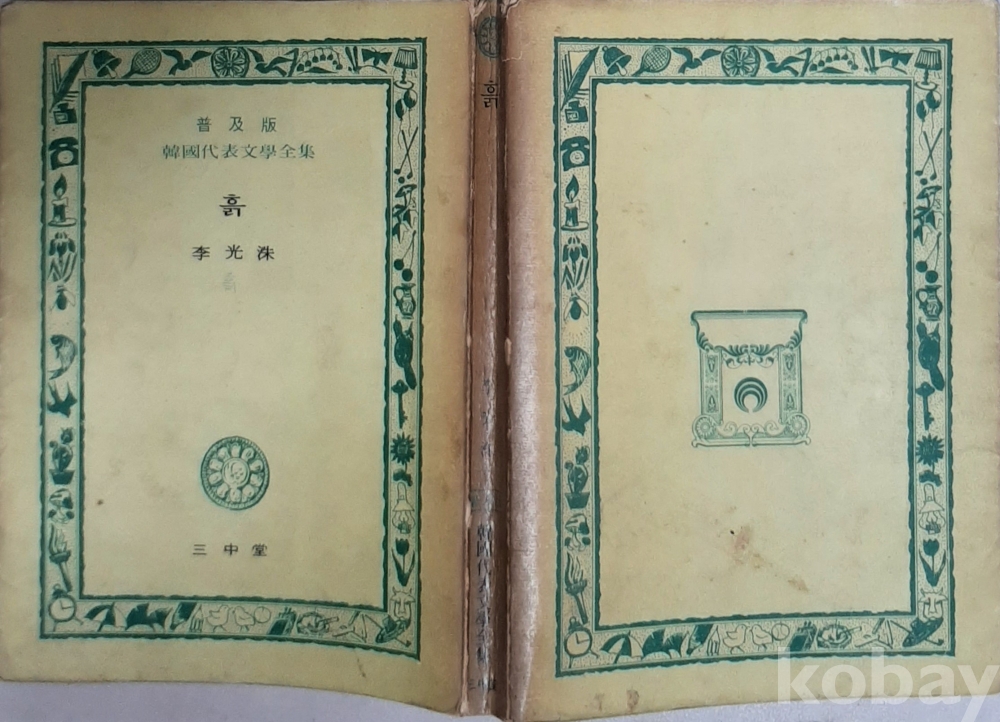 普及版
韓國代表文學全集
흙
李光洙
三中堂
흙
韓國代表文學全集
kobay